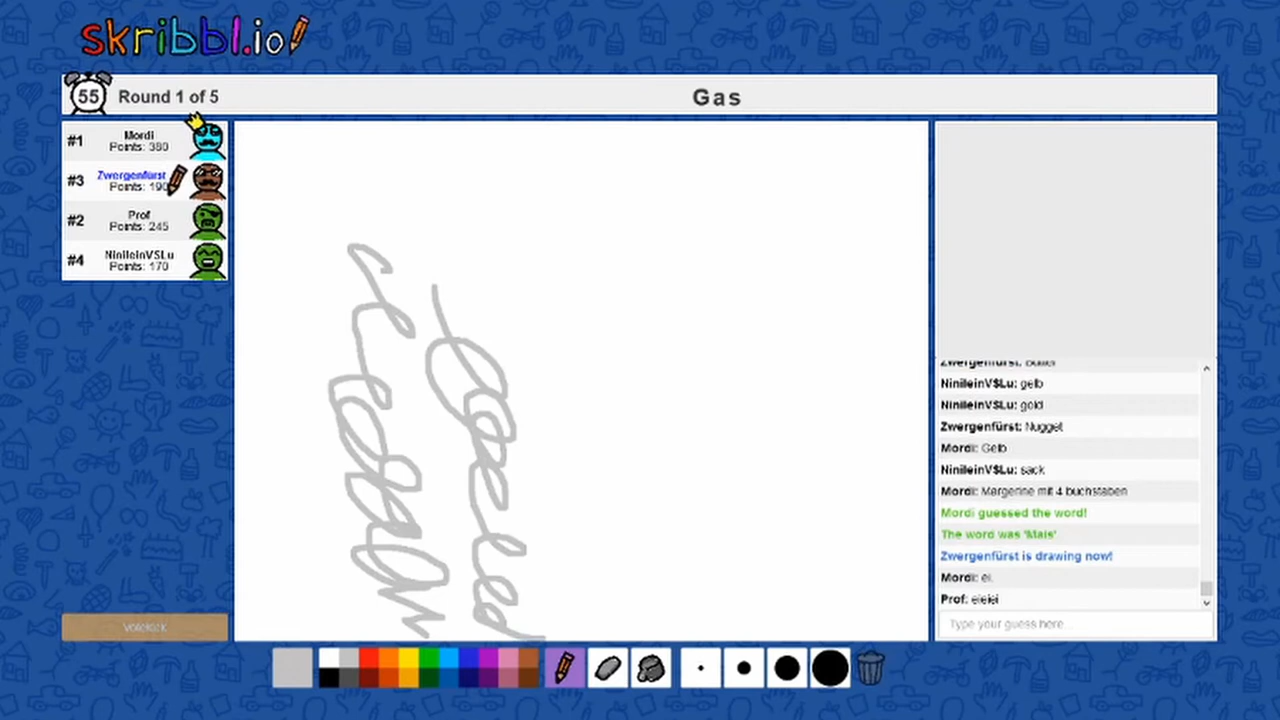 skribbl.io
55
Round 1 of 5
Gas
#1
Mordi
Points: 380
#3
Zwergenfürst
Points: 190
#2
Prof
Points: 245
#4
NinileinV$Lu
Points: 170
Votekick
Zwergenfürst: Butter
NinileinV$Lu: gelb
NinileinV$Lu: gold
Zwergenfürst: Nugget
Mordi: Gelb
NinileinV$Lu: sack
Mordi: Margerine mit 4 buchstaben
Mordi guessed the word!
The word was 'Mais'
Zwergenfürst is drawing now!
Mordi: ei
Prof: eieiei
Type your guess here...